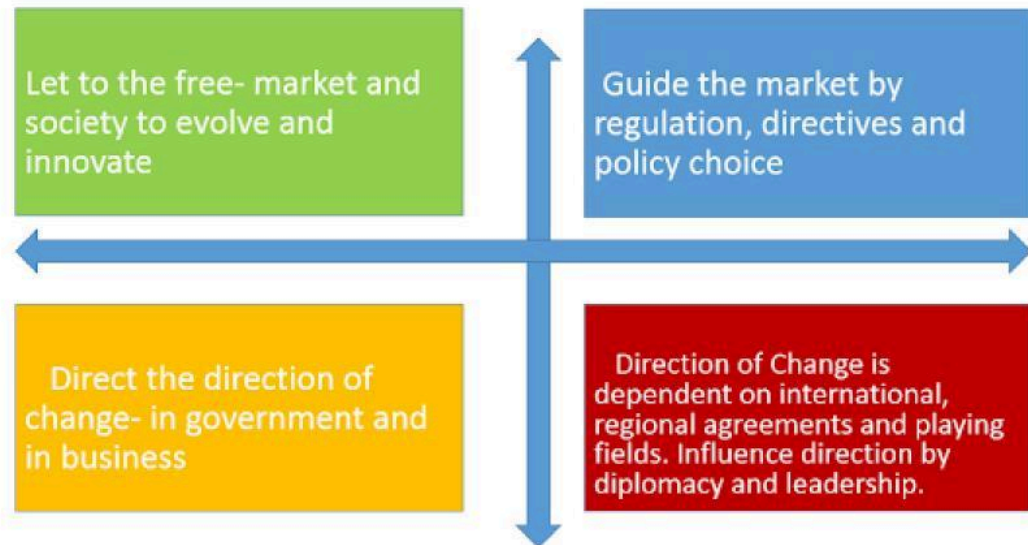 Let to the free- market and
society to evolve and
innovate
Guide the market by
regulation, directives and
policy choice
Direct the direction of
change- in government and
in business
Direction of Change is
dependent on international,
regional agreements and playing
fields. Influence direction by
diplomacy and leadership.